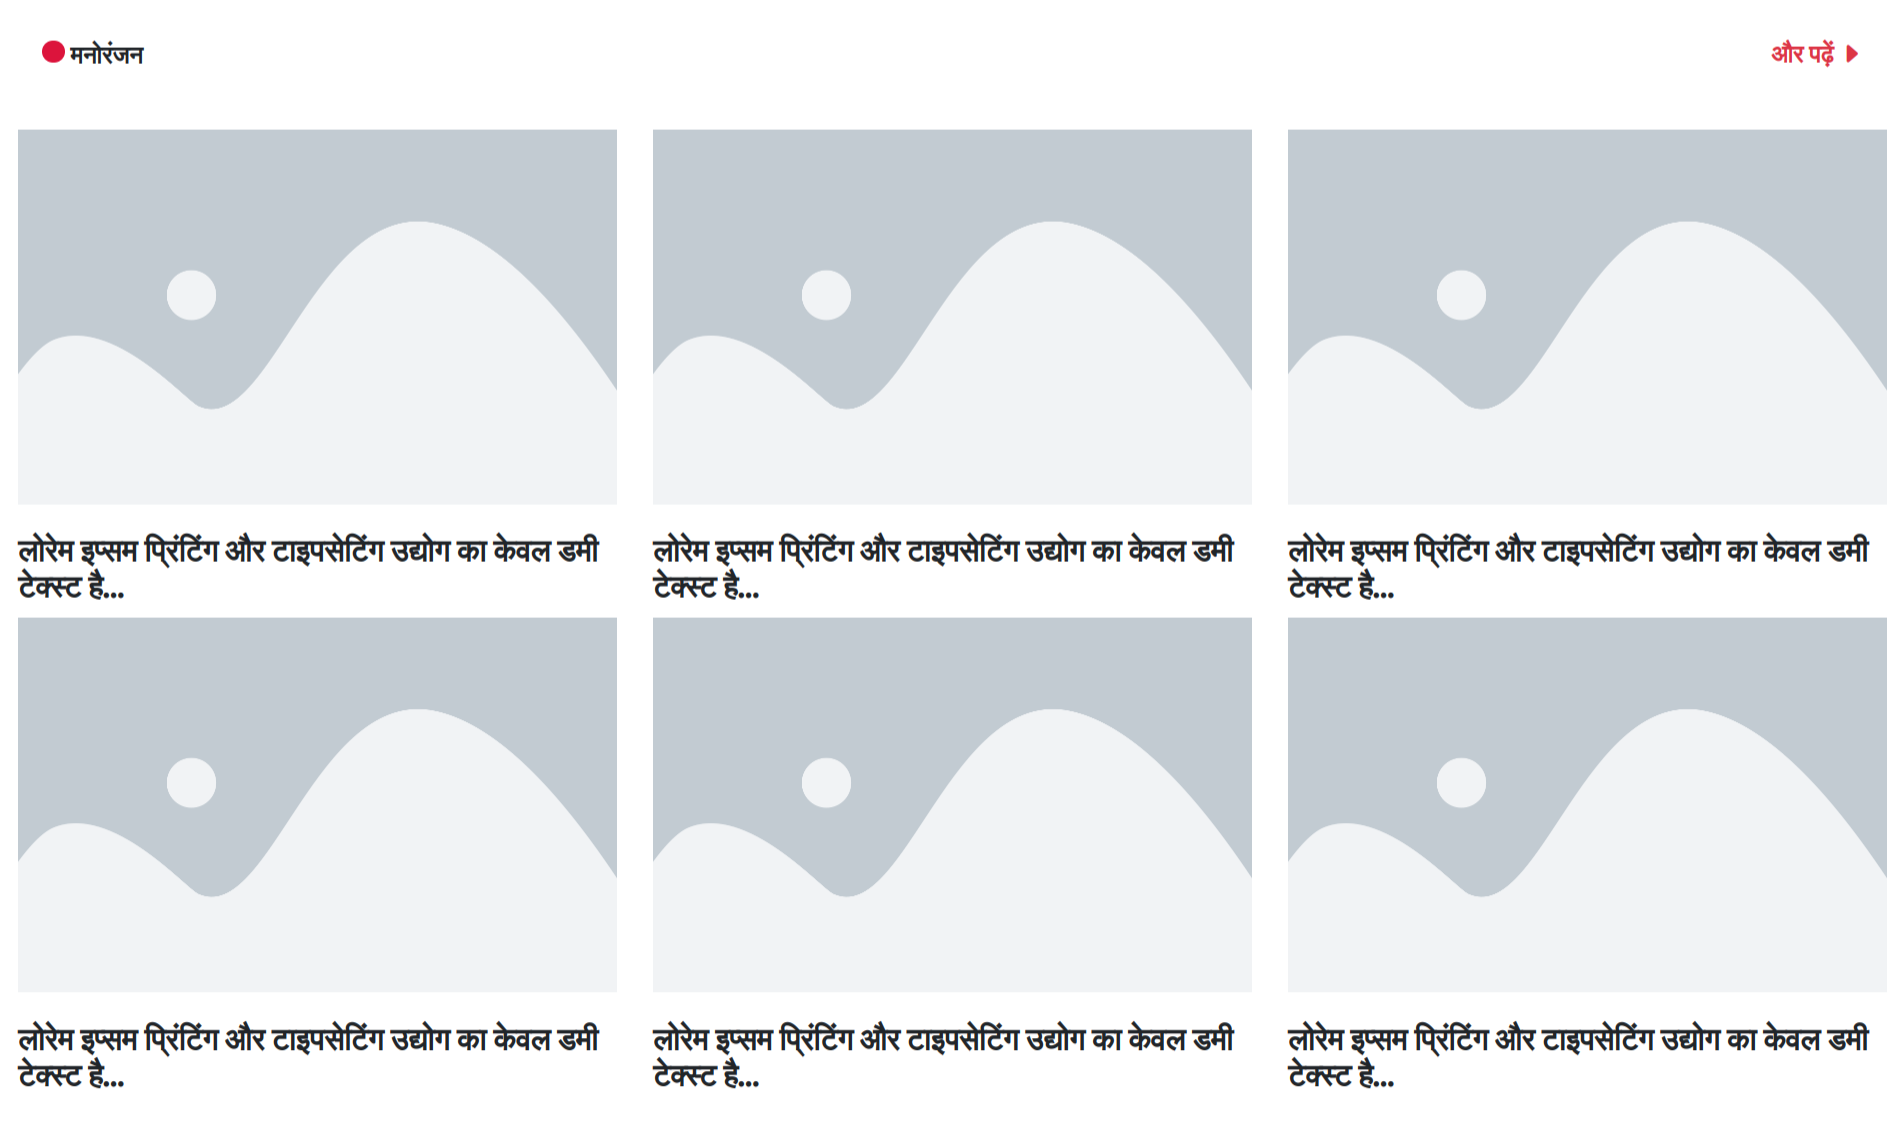 मनोरंजन
और पढ़ें
लोरेम इप्सम प्रिंटिंग और टाइपसेटिंग उद्योग का केवल डमी
टेक्स्ट है...
लोरेम इप्सम प्रिंटिंग और टाइपसेटिंग उद्योग का केवल डमी
टेक्स्ट है...
लोरेम इप्सम प्रिंटिंग और टाइपसेटिंग उद्योग का केवल डमी
टेक्स्ट है...
लोरेम इप्सम प्रिंटिंग और टाइपसेटिंग उद्योग का केवल डमी
टेक्स्ट है...
लोरेम इप्सम प्रिंटिंग और टाइपसेटिंग उद्योग का केवल डमी
टेक्स्ट है...
लोरेम इप्सम प्रिंटिंग और टाइपसेटिंग उद्योग का केवल डमी
टेक्स्ट है...